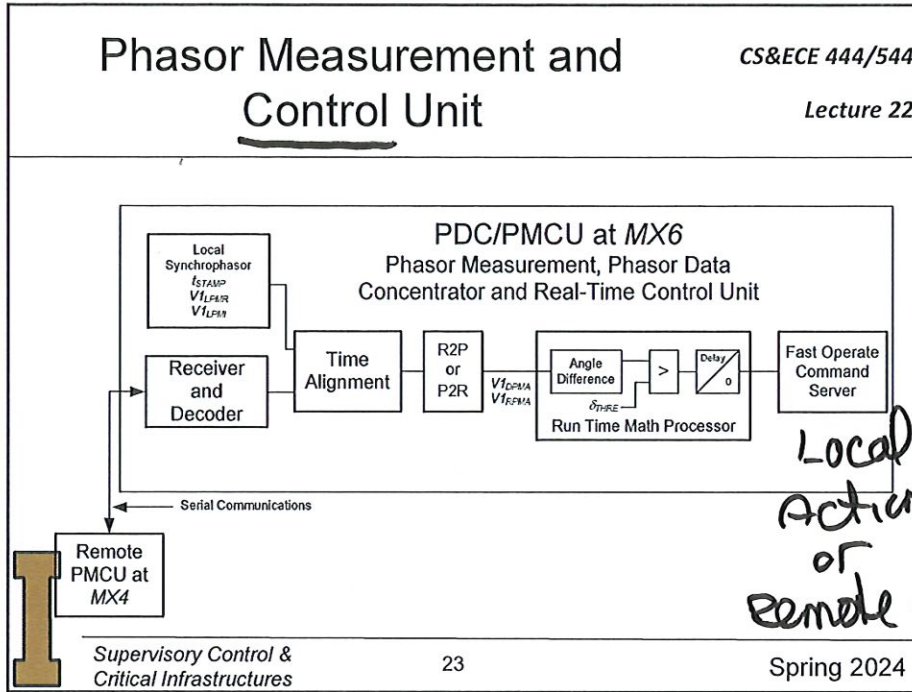 Phasor Measurement and
Control Unit
CS&ECE 444/544
Lecture 22
PDC/PMCU at MX6
Phasor Measurement, Phasor Data
Concentrator and Real-Time Control Unit
Local
Synchrophasor
tSTAMP
V1LPMR
V1LPMI
Receiver
and
Decoder
Time
Alignment
R2P
or
P2R
V1DPMA
V1RPMA
Angle
Difference
>
Delay
0
δTHRE
Run Time Math Processor
Fast Operate
Command
Server
Local
Action
or
Remote
Serial Communications
Remote
PMCU at
MX4
I
Supervisory Control &
Critical Infrastructures
23
Spring 2024